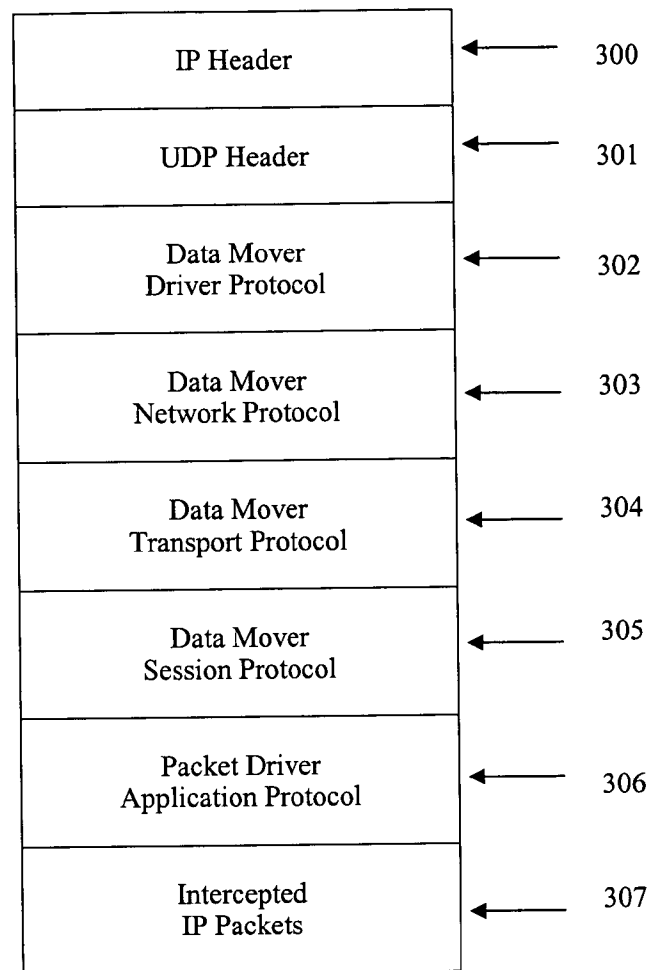 IP Header
300
UDP Header
301
Data Mover
Driver Protocol
302
Data Mover
Network Protocol
303
Data Mover
Transport Protocol
304
Data Mover
Session Protocol
305
Packet Driver
Application Protocol
306
Intercepted
IP Packets
307